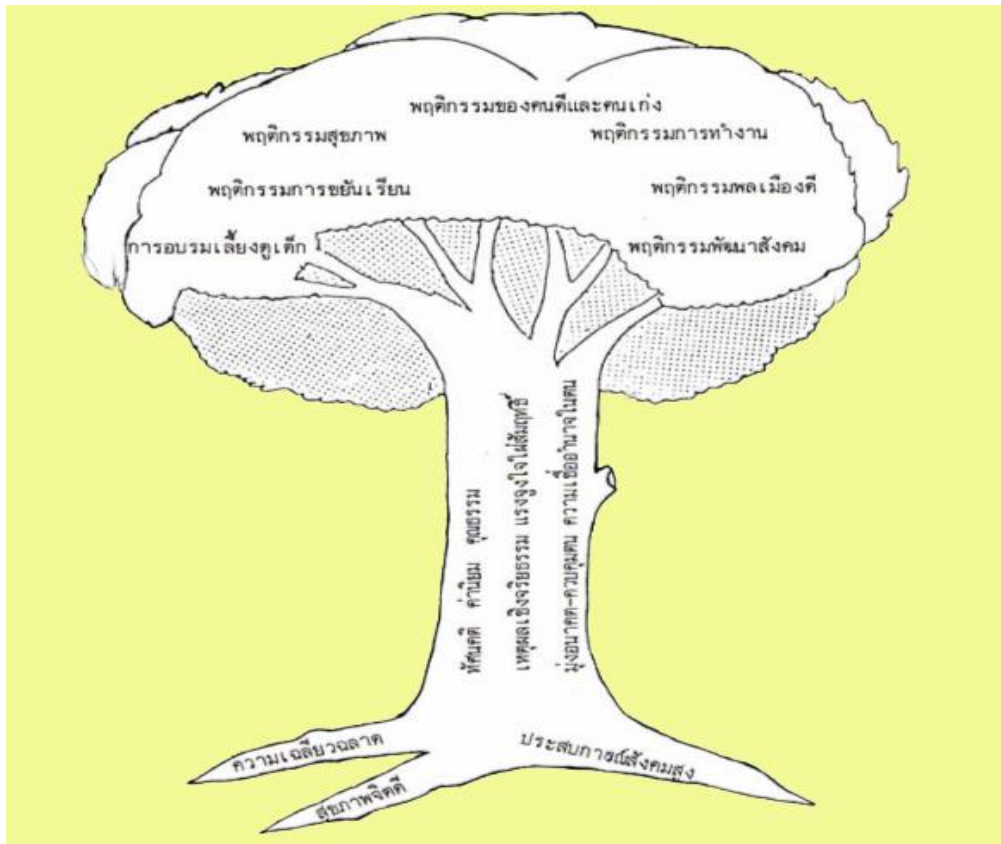 พฤติกรรมของคนดีและคนเก่ง
พฤติกรรมสุขภาพ
พฤติกรรมการทำงาน
พฤติกรรมการขยันเรียน
พฤติกรรมพลเมืองดี
การอบรมเลี้ยงดูเด็ก
พฤติกรรมพัฒนาสังคม
ทัศนคติ ค่านิยม คุณธรรม
เหตุผลเชิงจริยธรรม แรงจูงใจใฝ่สัมฤทธิ์
มุ่งอนาคต-ควบคุมตน ความเชื่ออำนาจในตน
ความเฉลียวฉลาด
สุขภาพจิตดี
ประสบการณ์สังคมสูง